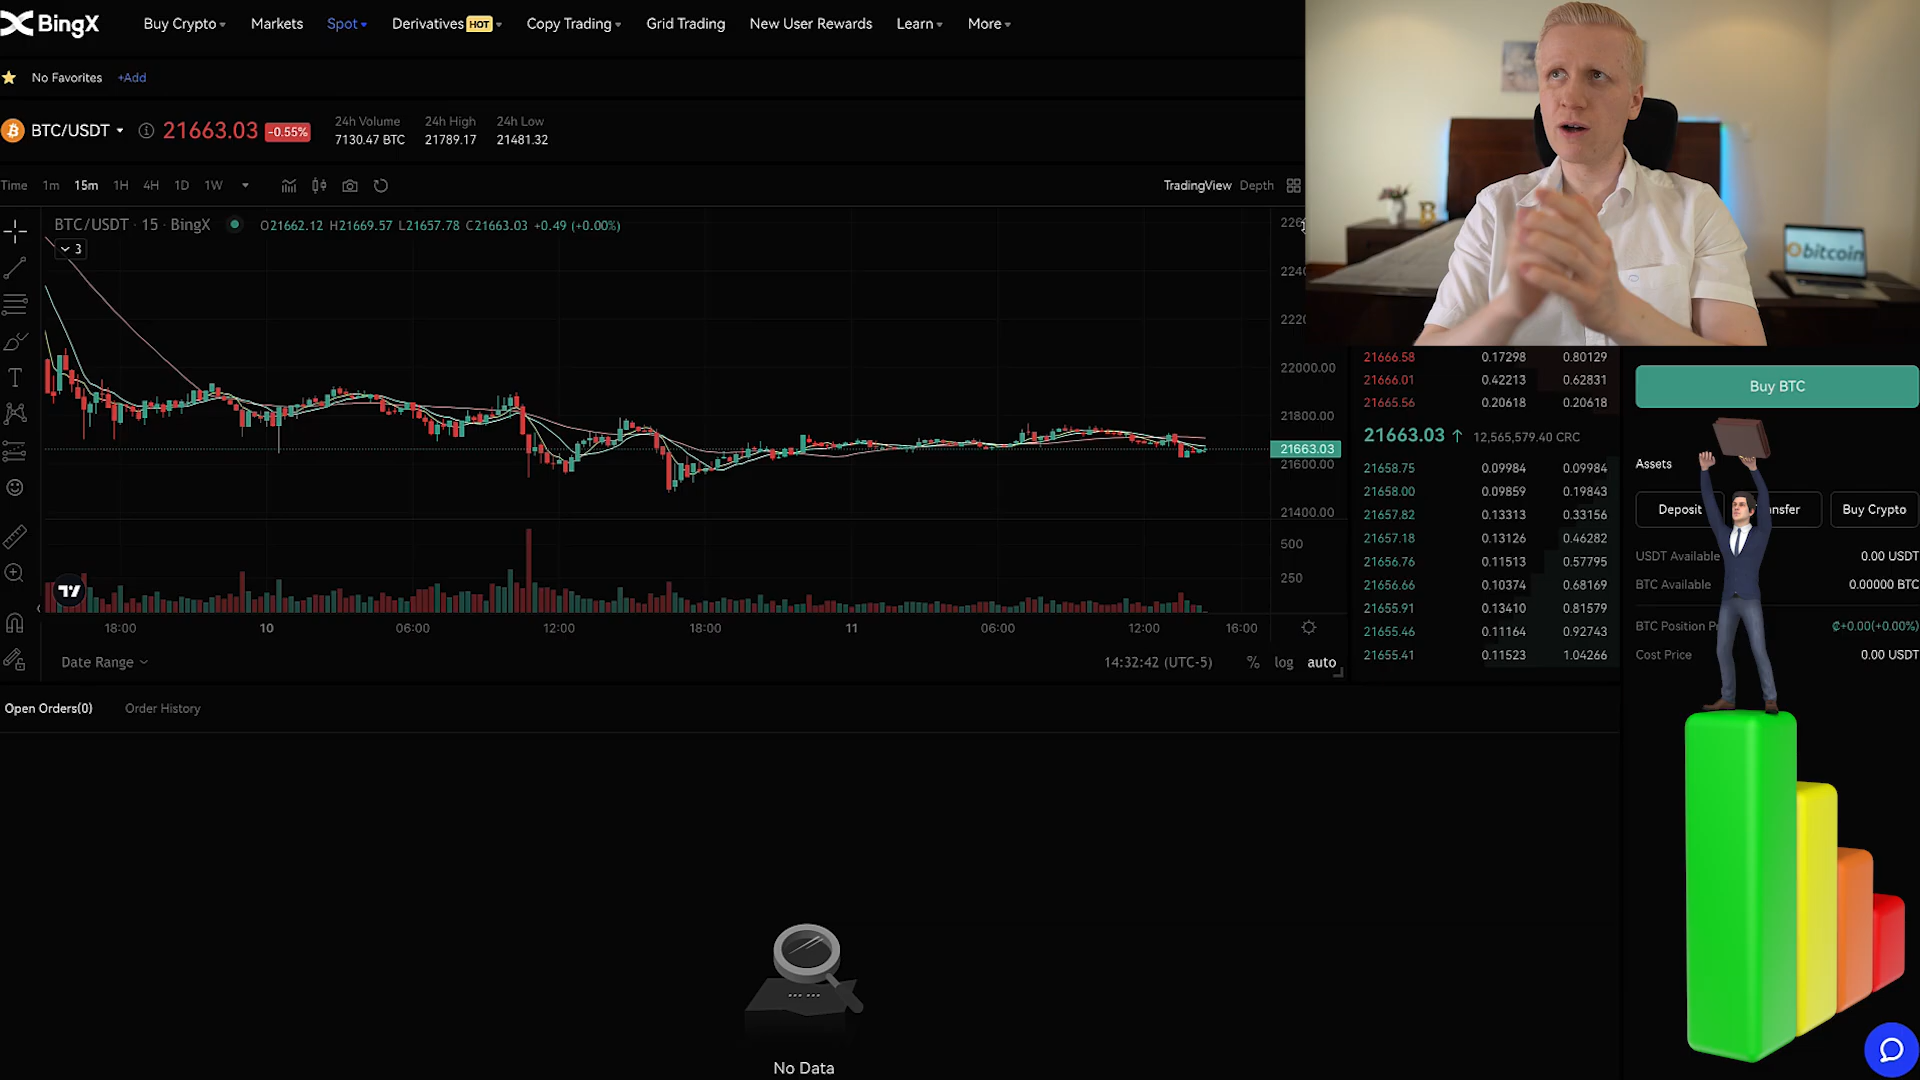 BingX Buy Crypto Markets Spot Derivatives HOT Copy Trading Grid Trading New User Rewards Learn More
No Favorites +Add
BTC/USDT 21663.03 -0.55%
24h Volume 24h High 24h Low
7130.47 BTC 21789.17 21481.32
Time 1m 15m 1H 4H 1D 1W TradingView Depth
BTC/USDT · 15 · BingX O21662.12 H21669.57 L21657.78 C21663.03 +0.49 (+0.00%)
3
bitcoin
22000.00
21800.00
21663.03
21600.00
21400.00
500
250
18:00 10 06:00 12:00 18:00 11 06:00 12:00 16:00
Date Range 14:32:42 (UTC-5) % log auto
21666.58 0.17298 0.80129
21666.01 0.42213 0.62831
21665.56 0.20618 0.20618
21663.03 ↑ 12,565,579.40 CRC
21658.75 0.09984 0.09984
21658.00 0.09859 0.19843
21657.82 0.13313 0.33156
21657.18 0.13126 0.46282
21656.76 0.11513 0.57795
21656.66 0.10374 0.68169
21655.91 0.13410 0.81579
21655.46 0.11164 0.92743
21655.41 0.11523 1.04266
Buy BTC
Assets
Deposit Buy Crypto
USDT Available 0.00 USDT
BTC Available 0.00000 BTC
BTC Position ₡+0.00(+0.00%)
Cost Price 0.00 USDT
Open Orders(0) Order History
No Data